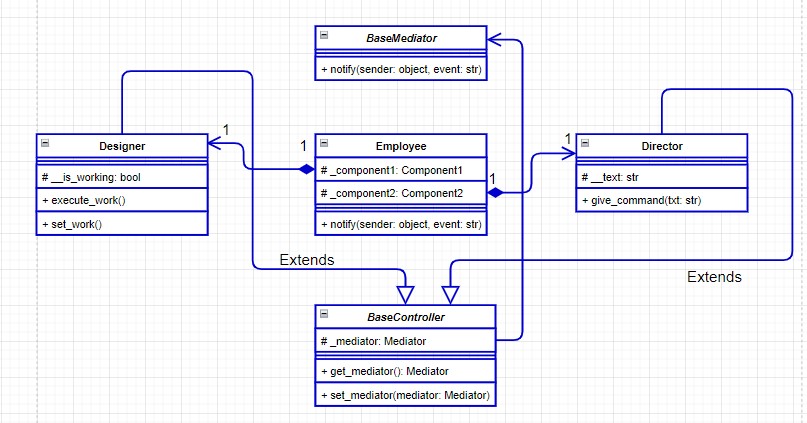 BaseMediator
+ notify(sender: object, event: str)
Designer
# __is_working: bool
+ execute_work()
+ set_work()
1
1
Employee
# _component1: Component1
# _component2: Component2
+ notify(sender: object, event: str)
1
1
Director
# __text: str
+ give_command(txt: str)
Extends
Extends
BaseController
# _mediator: Mediator
+ get_mediator(): Mediator
+ set_mediator(mediator: Mediator)